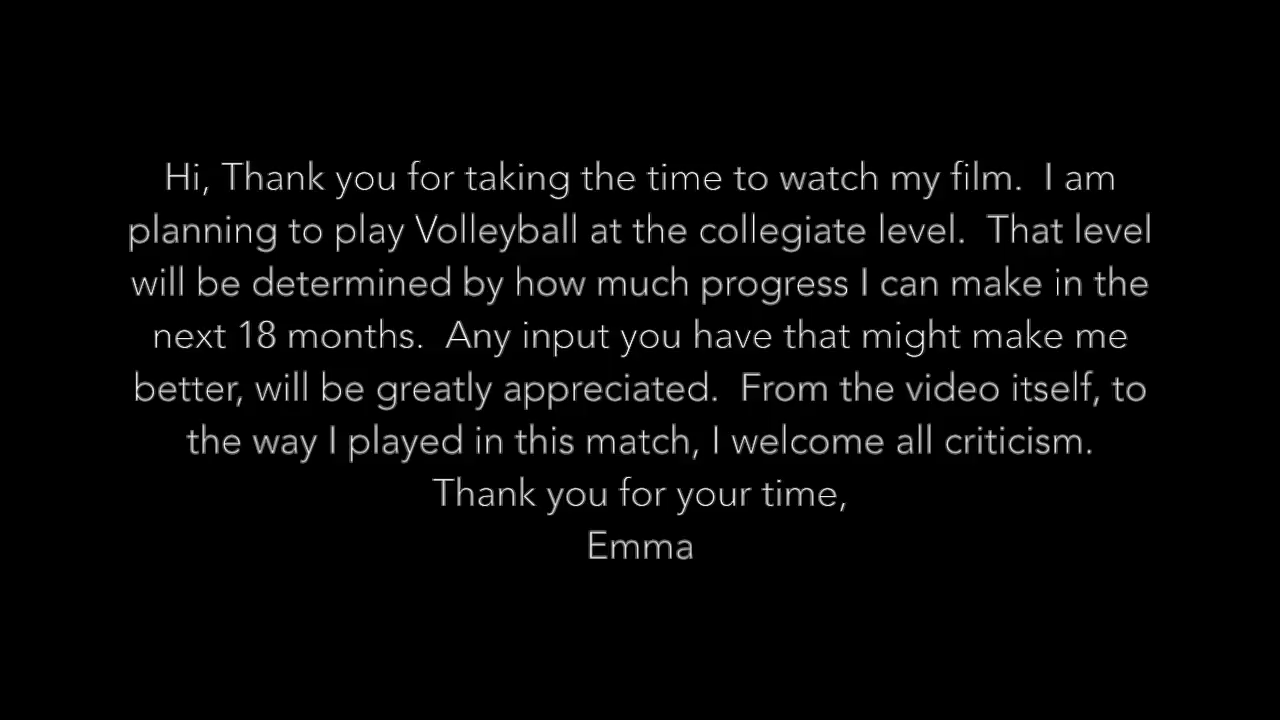 Hi, Thank you for taking the time to watch my film.  I am
planning to play Volleyball at the collegiate level.  That level
will be determined by how much progress I can make in the
next 18 months.  Any input you have that might make me
better, will be greatly appreciated.  From the video itself, to
the way I played in this match, I welcome all criticism.
Thank you for your time,
Emma